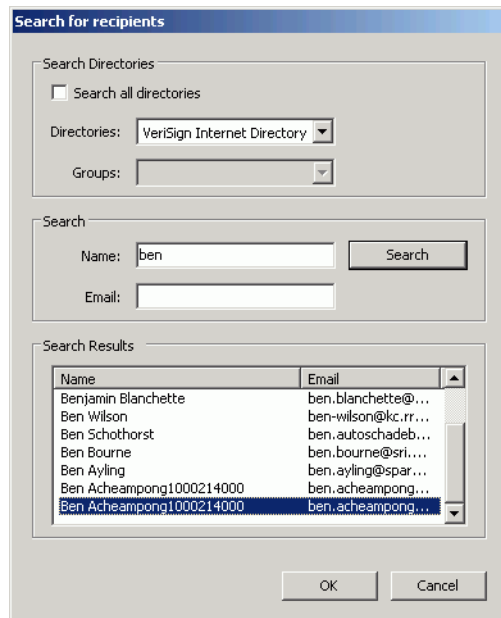 Search for recipients
Search Directories
Search all directories
Directories: VeriSign Internet Directory
Groups:
Search
Name: ben Search
Email:
Search Results
Name Email
Benjamin Blanchette ben.blanchette@...
Ben Wilson ben-wilson@kc.rr...
Ben Schothorst ben.autoschadeb...
Ben Bourne ben.bourne@sri....
Ben Ayling ben.ayling@spar...
Ben Acheampong1000214000 ben.acheampong...
Ben Acheampong1000214000 ben.acheampong...
OK Cancel